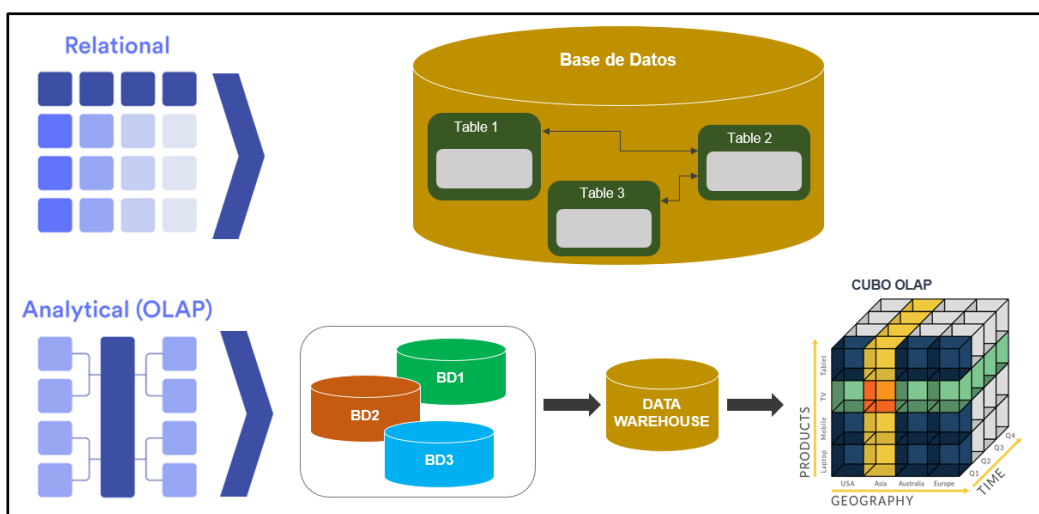 Relational
Base de Datos
Table 1
Table 2
Table 3
Analytical (OLAP)
BD1
BD2
BD3
DATA
WAREHOUSE
CUBO OLAP
PRODUCTS
Tablet
TV
Mobile
Laptop
USA
Asia
Australia
Europe
GEOGRAPHY
Q1
Q2
Q3
Q4
TIME